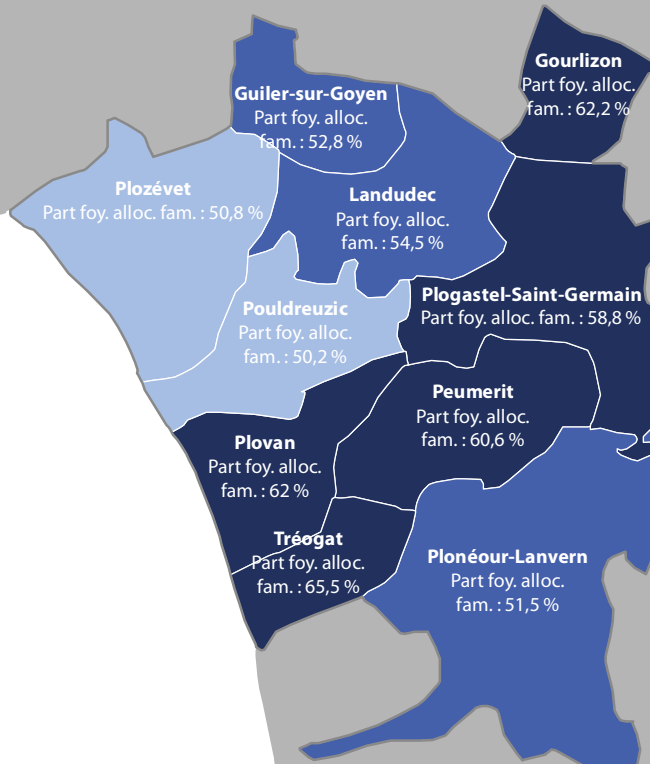 Gourlizon
Part foy. alloc.
fam. : 62,2 %
Guiler-sur-Goyen
Part foy. alloc.
fam. : 52,8 %
Plozévet
Part foy. alloc. fam. : 50,8 %
Landudec
Part foy. alloc.
fam. : 54,5 %
Pouldreuzic
Part foy. alloc.
fam. : 50,2 %
Plogastel-Saint-Germain
Part foy. alloc. fam. : 58,8 %
Peumerit
Part foy. alloc.
fam. : 60,6 %
Plovan
Part foy. alloc.
fam. : 62 %
Tréogat
Part foy. alloc.
fam. : 65,5 %
Plonéour-Lanvern
Part foy. alloc.
fam. : 51,5 %